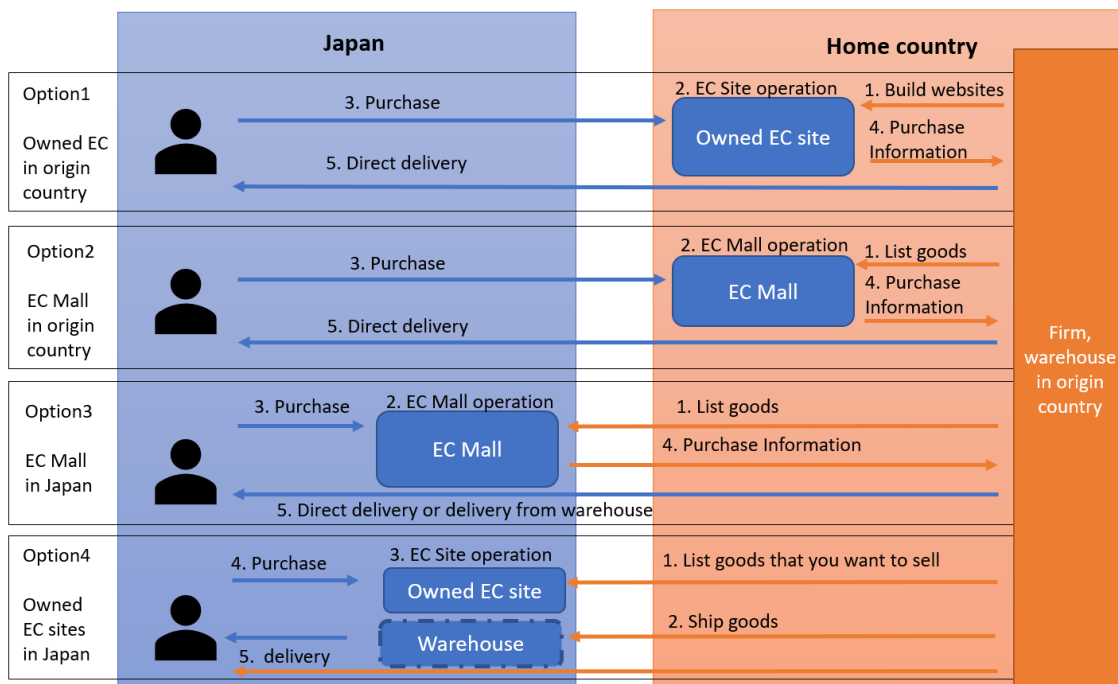 Japan
Home country
Option1
Owned EC
in origin
country
3. Purchase
5. Direct delivery
2. EC Site operation
Owned EC site
1. Build websites
4. Purchase
Information
Option2
EC Mall
in origin
country
3. Purchase
5. Direct delivery
2. EC Mall operation
EC Mall
1. List goods
4. Purchase
Information
Firm,
warehouse
in origin
country
Option3
EC Mall
in Japan
3. Purchase
2. EC Mall operation
EC Mall
1. List goods
4. Purchase Information
5. Direct delivery or delivery from warehouse
Option4
Owned
EC sites
in Japan
4. Purchase
3. EC Site operation
Owned EC site
Warehouse
1. List goods that you want to sell
2. Ship goods
5. delivery